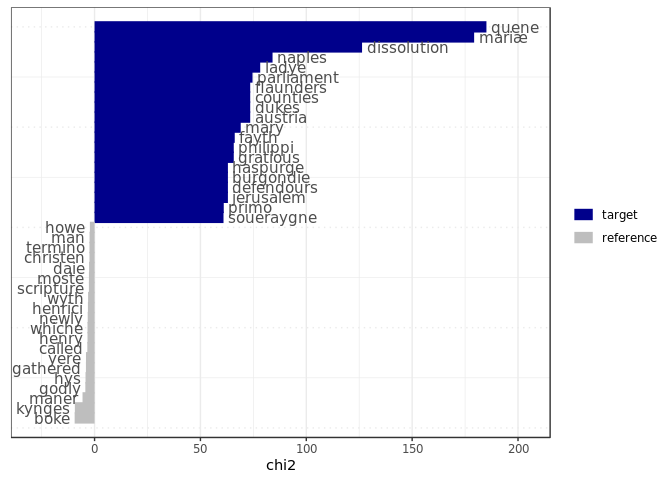 quene
mariæ
dissolution
naples
ladye
parliament
flaunders
counties
dukes
austria
mary
fayth
philippi
gratious
haspurge
burgondie
defendours
jerusalem
primo
soueraygne
howe
man
termino
christen
daie
moste
scripture
wyth
henrici
newly
whiche
henry
called
yere
gathered
hys
godly
maner
kynges
boke
target
reference
0 50 100 150 200
chi2